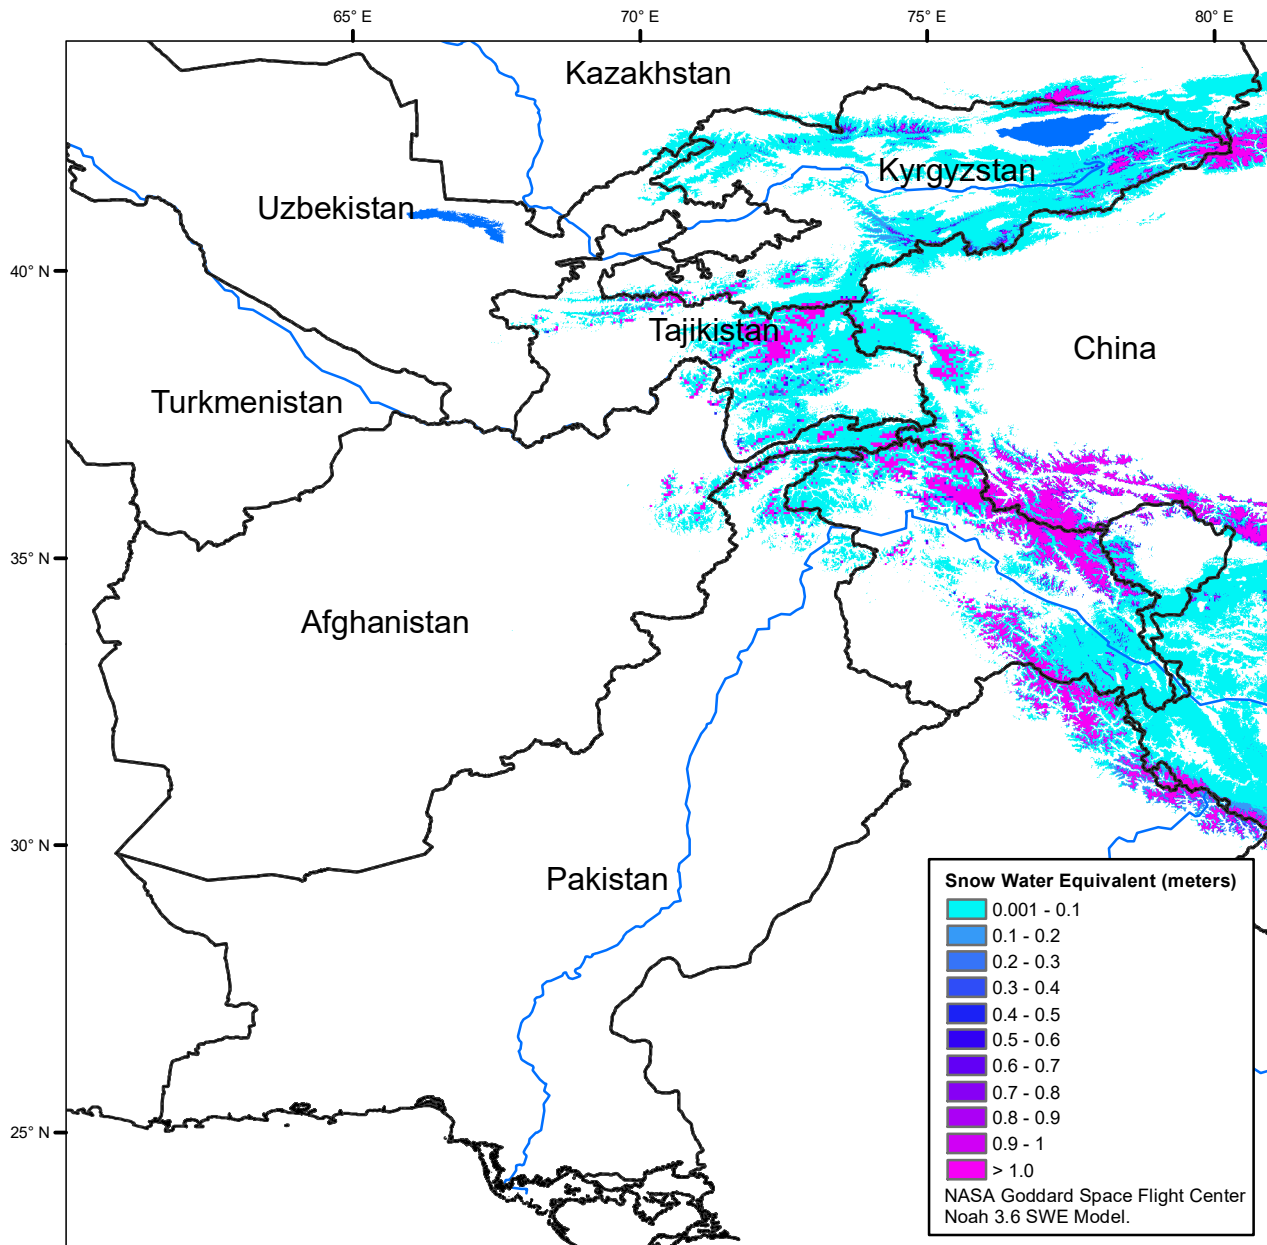 65° E
70° E
75° E
80° E
Kazakhstan
Kyrgyzstan
Uzbekistan
40° N
Tajikistan
China
Turkmenistan
35° N
Afghanistan
30° N
Pakistan
25° N
Snow Water Equivalent (meters)
0.001 - 0.1
0.1 - 0.2
0.2 - 0.3
0.3 - 0.4
0.4 - 0.5
0.5 - 0.6
0.6 - 0.7
0.7 - 0.8
0.8 - 0.9
0.9 - 1
> 1.0
NASA Goddard Space Flight Center
Noah 3.6 SWE Model.